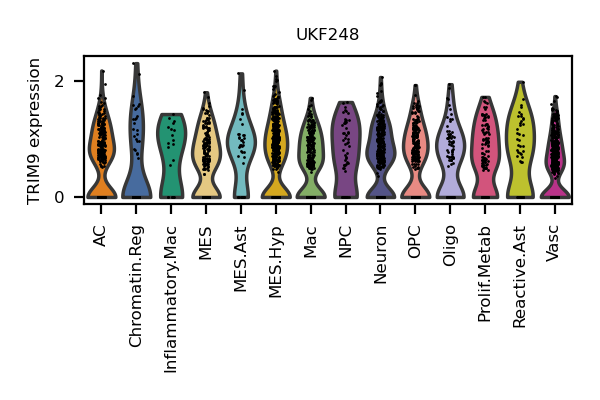 UKF248
TRIM9 expression
2
0
AC
Chromatin.Reg
Inflammatory.Mac
MES
MES.Ast
MES.Hyp
Mac
NPC
Neuron
OPC
Oligo
Prolif.Metab
Reactive.Ast
Vasc